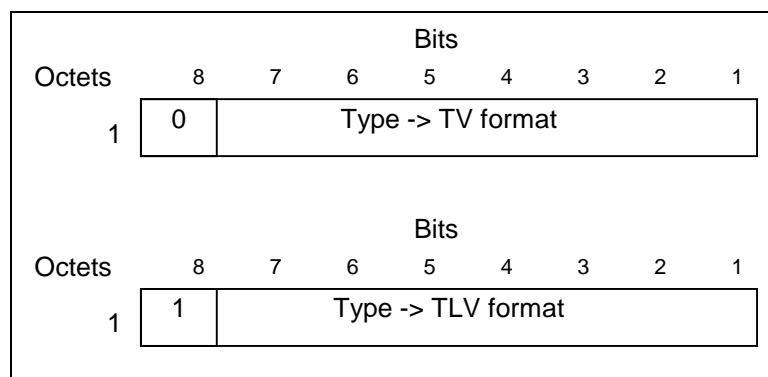 Bits
Octets 8 7 6 5 4 3 2 1
1 0 Type -> TV format
Bits
Octets 8 7 6 5 4 3 2 1
1 1 Type -> TLV format